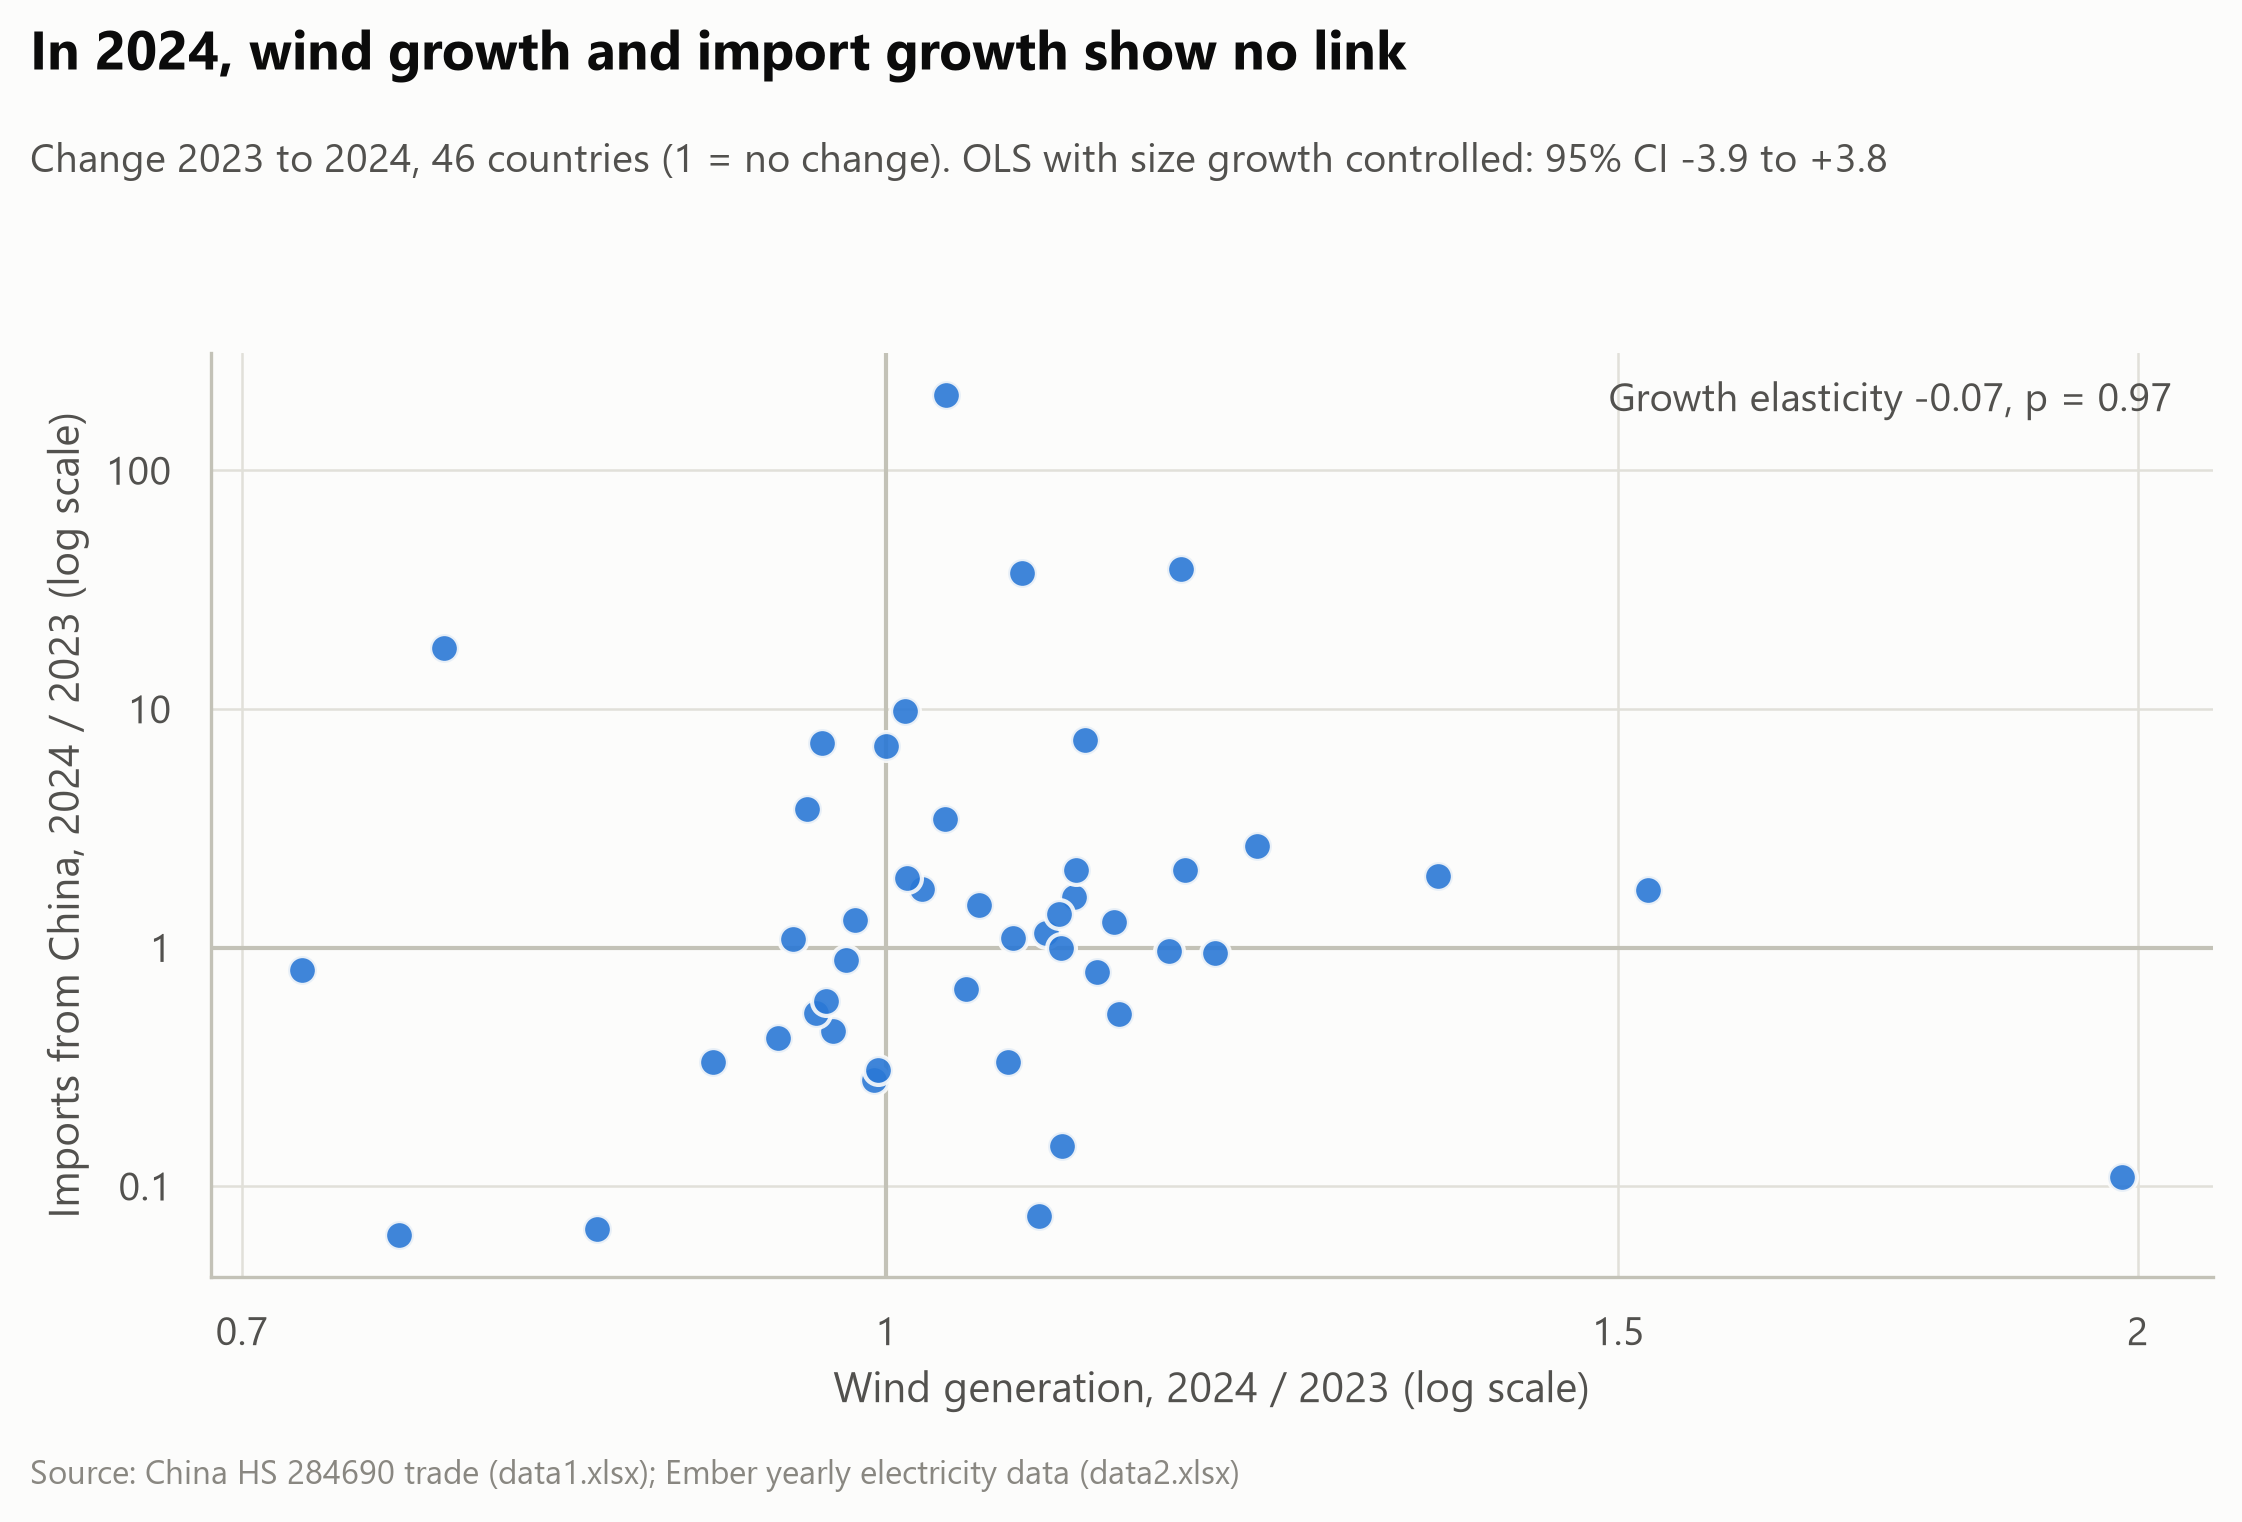 In 2024, wind growth and import growth show no link
Change 2023 to 2024, 46 countries (1 = no change). OLS with size growth controlled: 95% CI -3.9 to +3.8
Growth elasticity -0.07, p = 0.97
Imports from China, 2024 / 2023 (log scale)
100
10
1
0.1
0.7
1
1.5
2
Wind generation, 2024 / 2023 (log scale)
Source: China HS 284690 trade (data1.xlsx); Ember yearly electricity data (data2.xlsx)